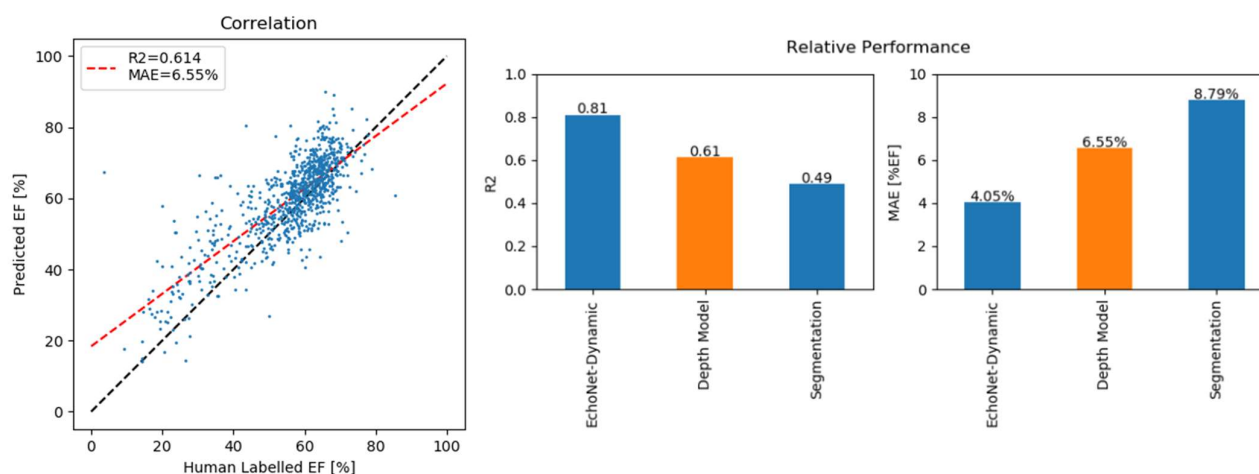 Correlation
R2=0.614
MAE=6.55%
Predicted EF [%]
100
80
60
40
20
0
0 20 40 60 80 100
Human Labelled EF [%]
Relative Performance
R2
1.0
0.8
0.6
0.4
0.2
0.0
0.81
0.61
0.49
EchoNet-Dynamic
Depth Model
Segmentation
MAE [%EF]
10
8
6
4
2
0
4.05%
6.55%
8.79%
EchoNet-Dynamic
Depth Model
Segmentation